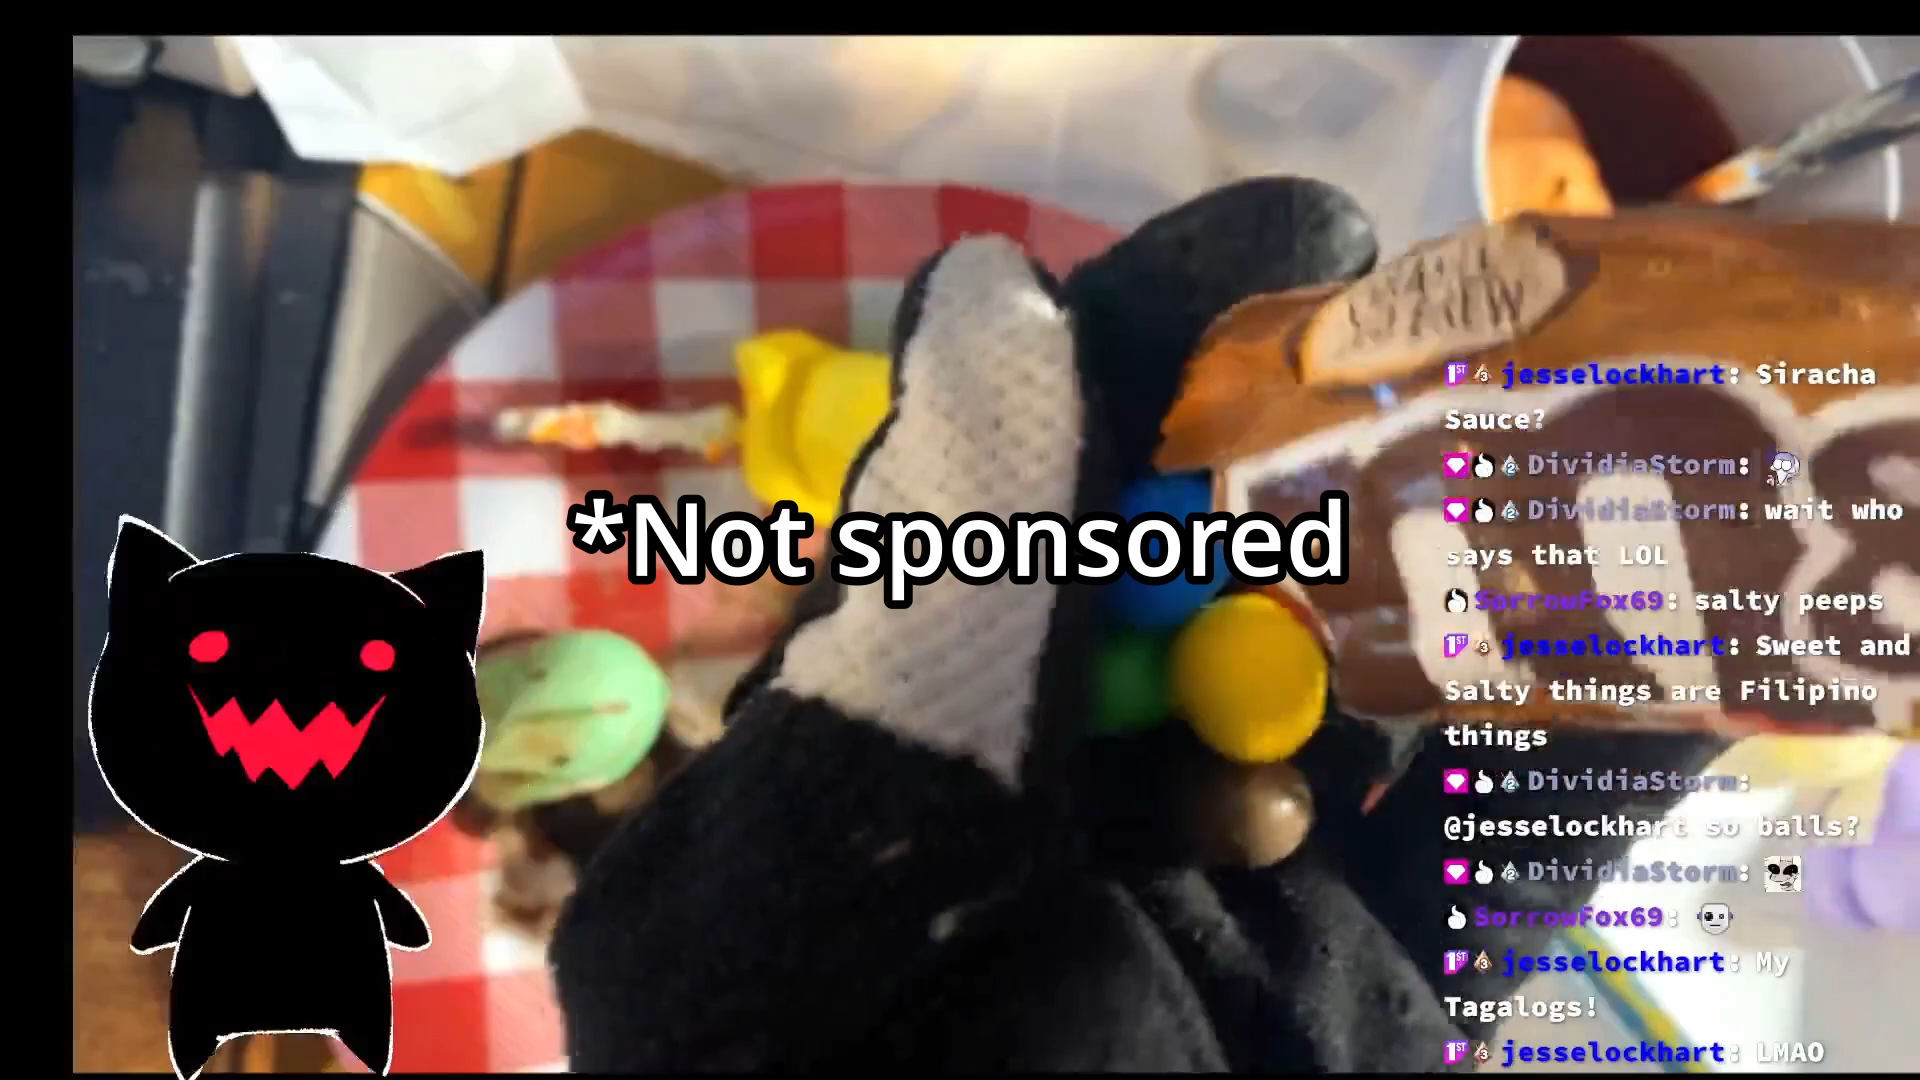 *Not sponsored
jesselockhart: Siracha
Sauce?
DividiaStorm:
DividiaStorm: wait who
says that LOL
SorrowFox69: salty peeps
jesselockhart: Sweet and
Salty things are Filipino
things
DividiaStorm:
@jesselockhart so balls?
DividiaStorm:
SorrowFox69:
jesselockhart: My
Tagalogs!
jesselockhart: LMAO